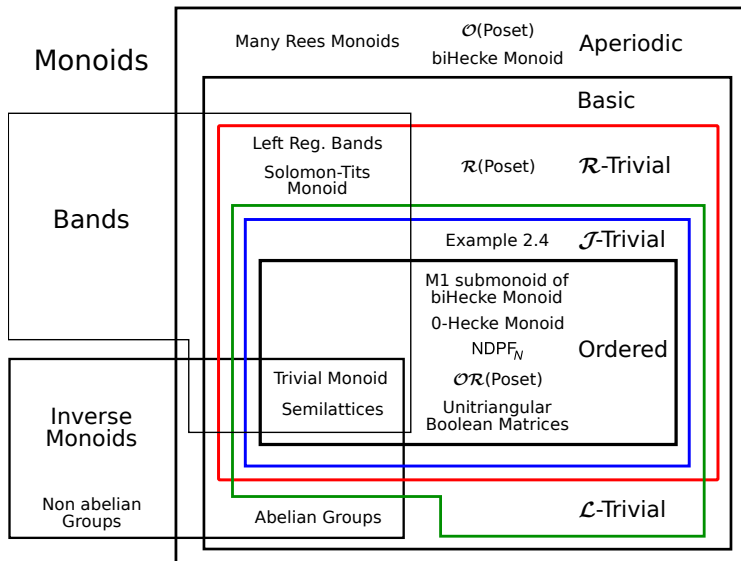 Monoids
Many Rees Monoids
𝒪(Poset)
biHecke Monoid
Aperiodic
Basic
Bands
Left Reg. Bands
Solomon-Tits
Monoid
ℛ(Poset)
ℛ-Trivial
Example 2.4
𝒥-Trivial
M1 submonoid of
biHecke Monoid
0-Hecke Monoid
NDPF_N
Ordered
Trivial Monoid
Semilattices
𝒪ℛ(Poset)
Unitriangular
Boolean Matrices
Inverse
Monoids
Non abelian
Groups
Abelian Groups
ℒ-Trivial